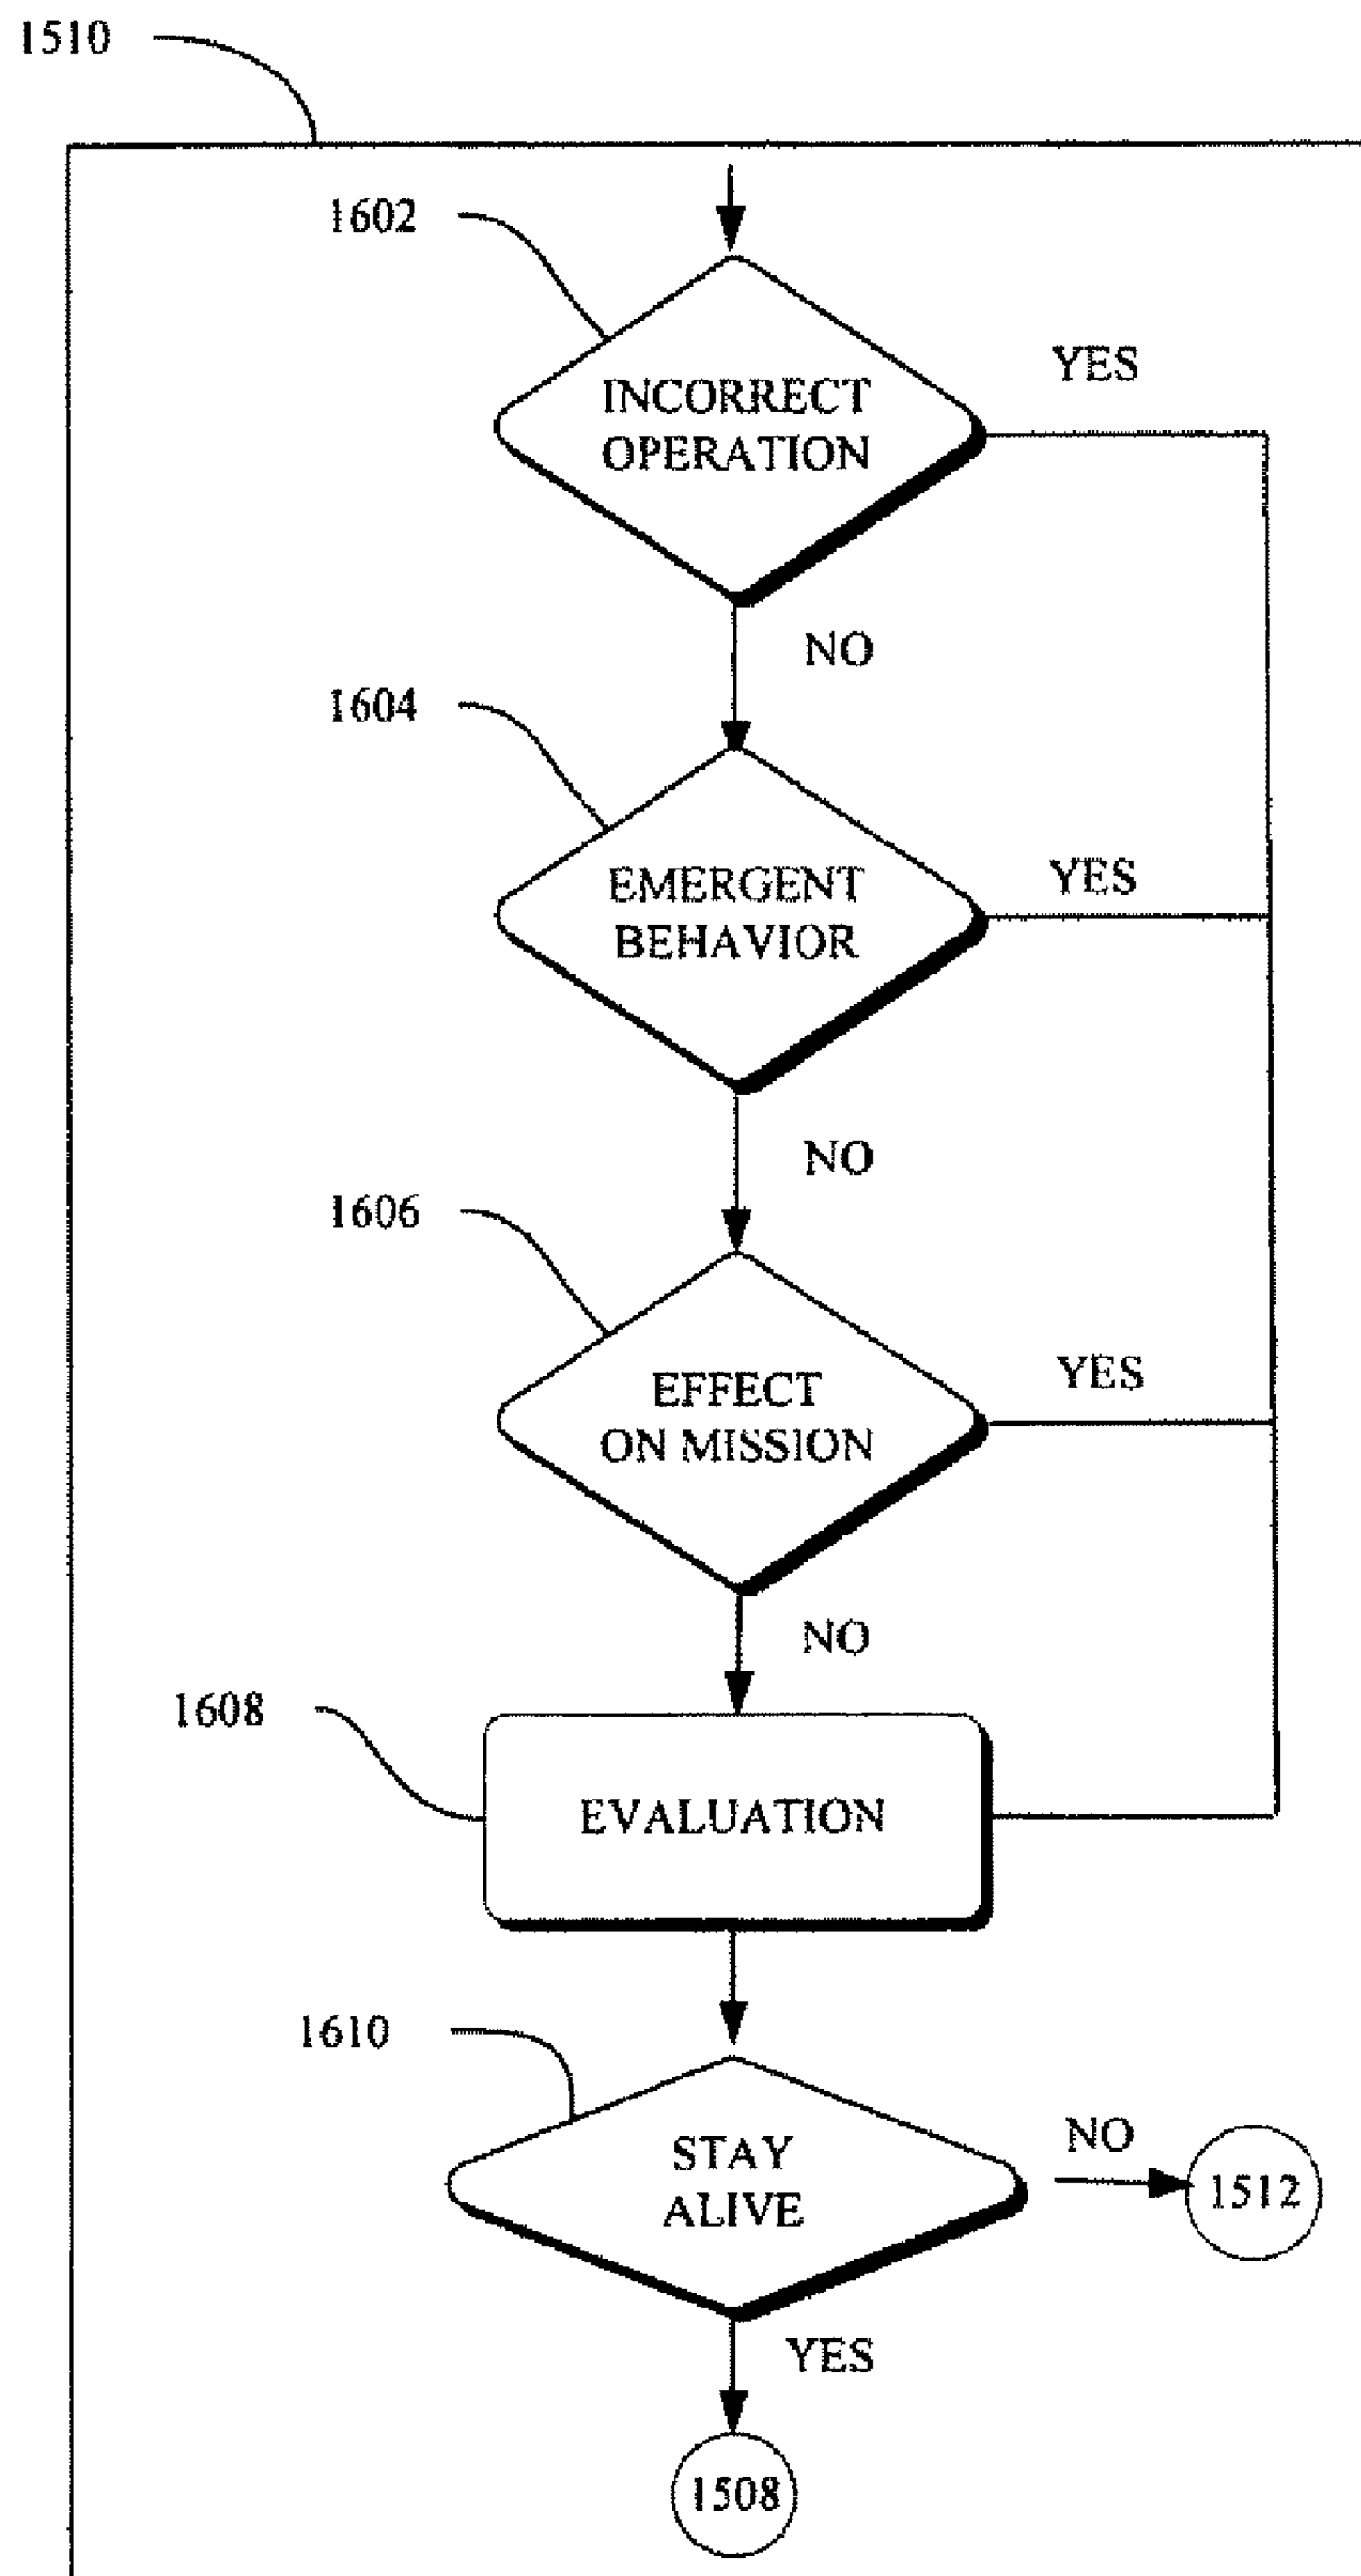 1510
1602
INCORRECT
OPERATION
YES
NO
1604
EMERGENT
BEHAVIOR
YES
NO
1606
EFFECT
ON MISSION
YES
NO
1608
EVALUATION
1610
STAY
ALIVE
NO
1512
YES
1508